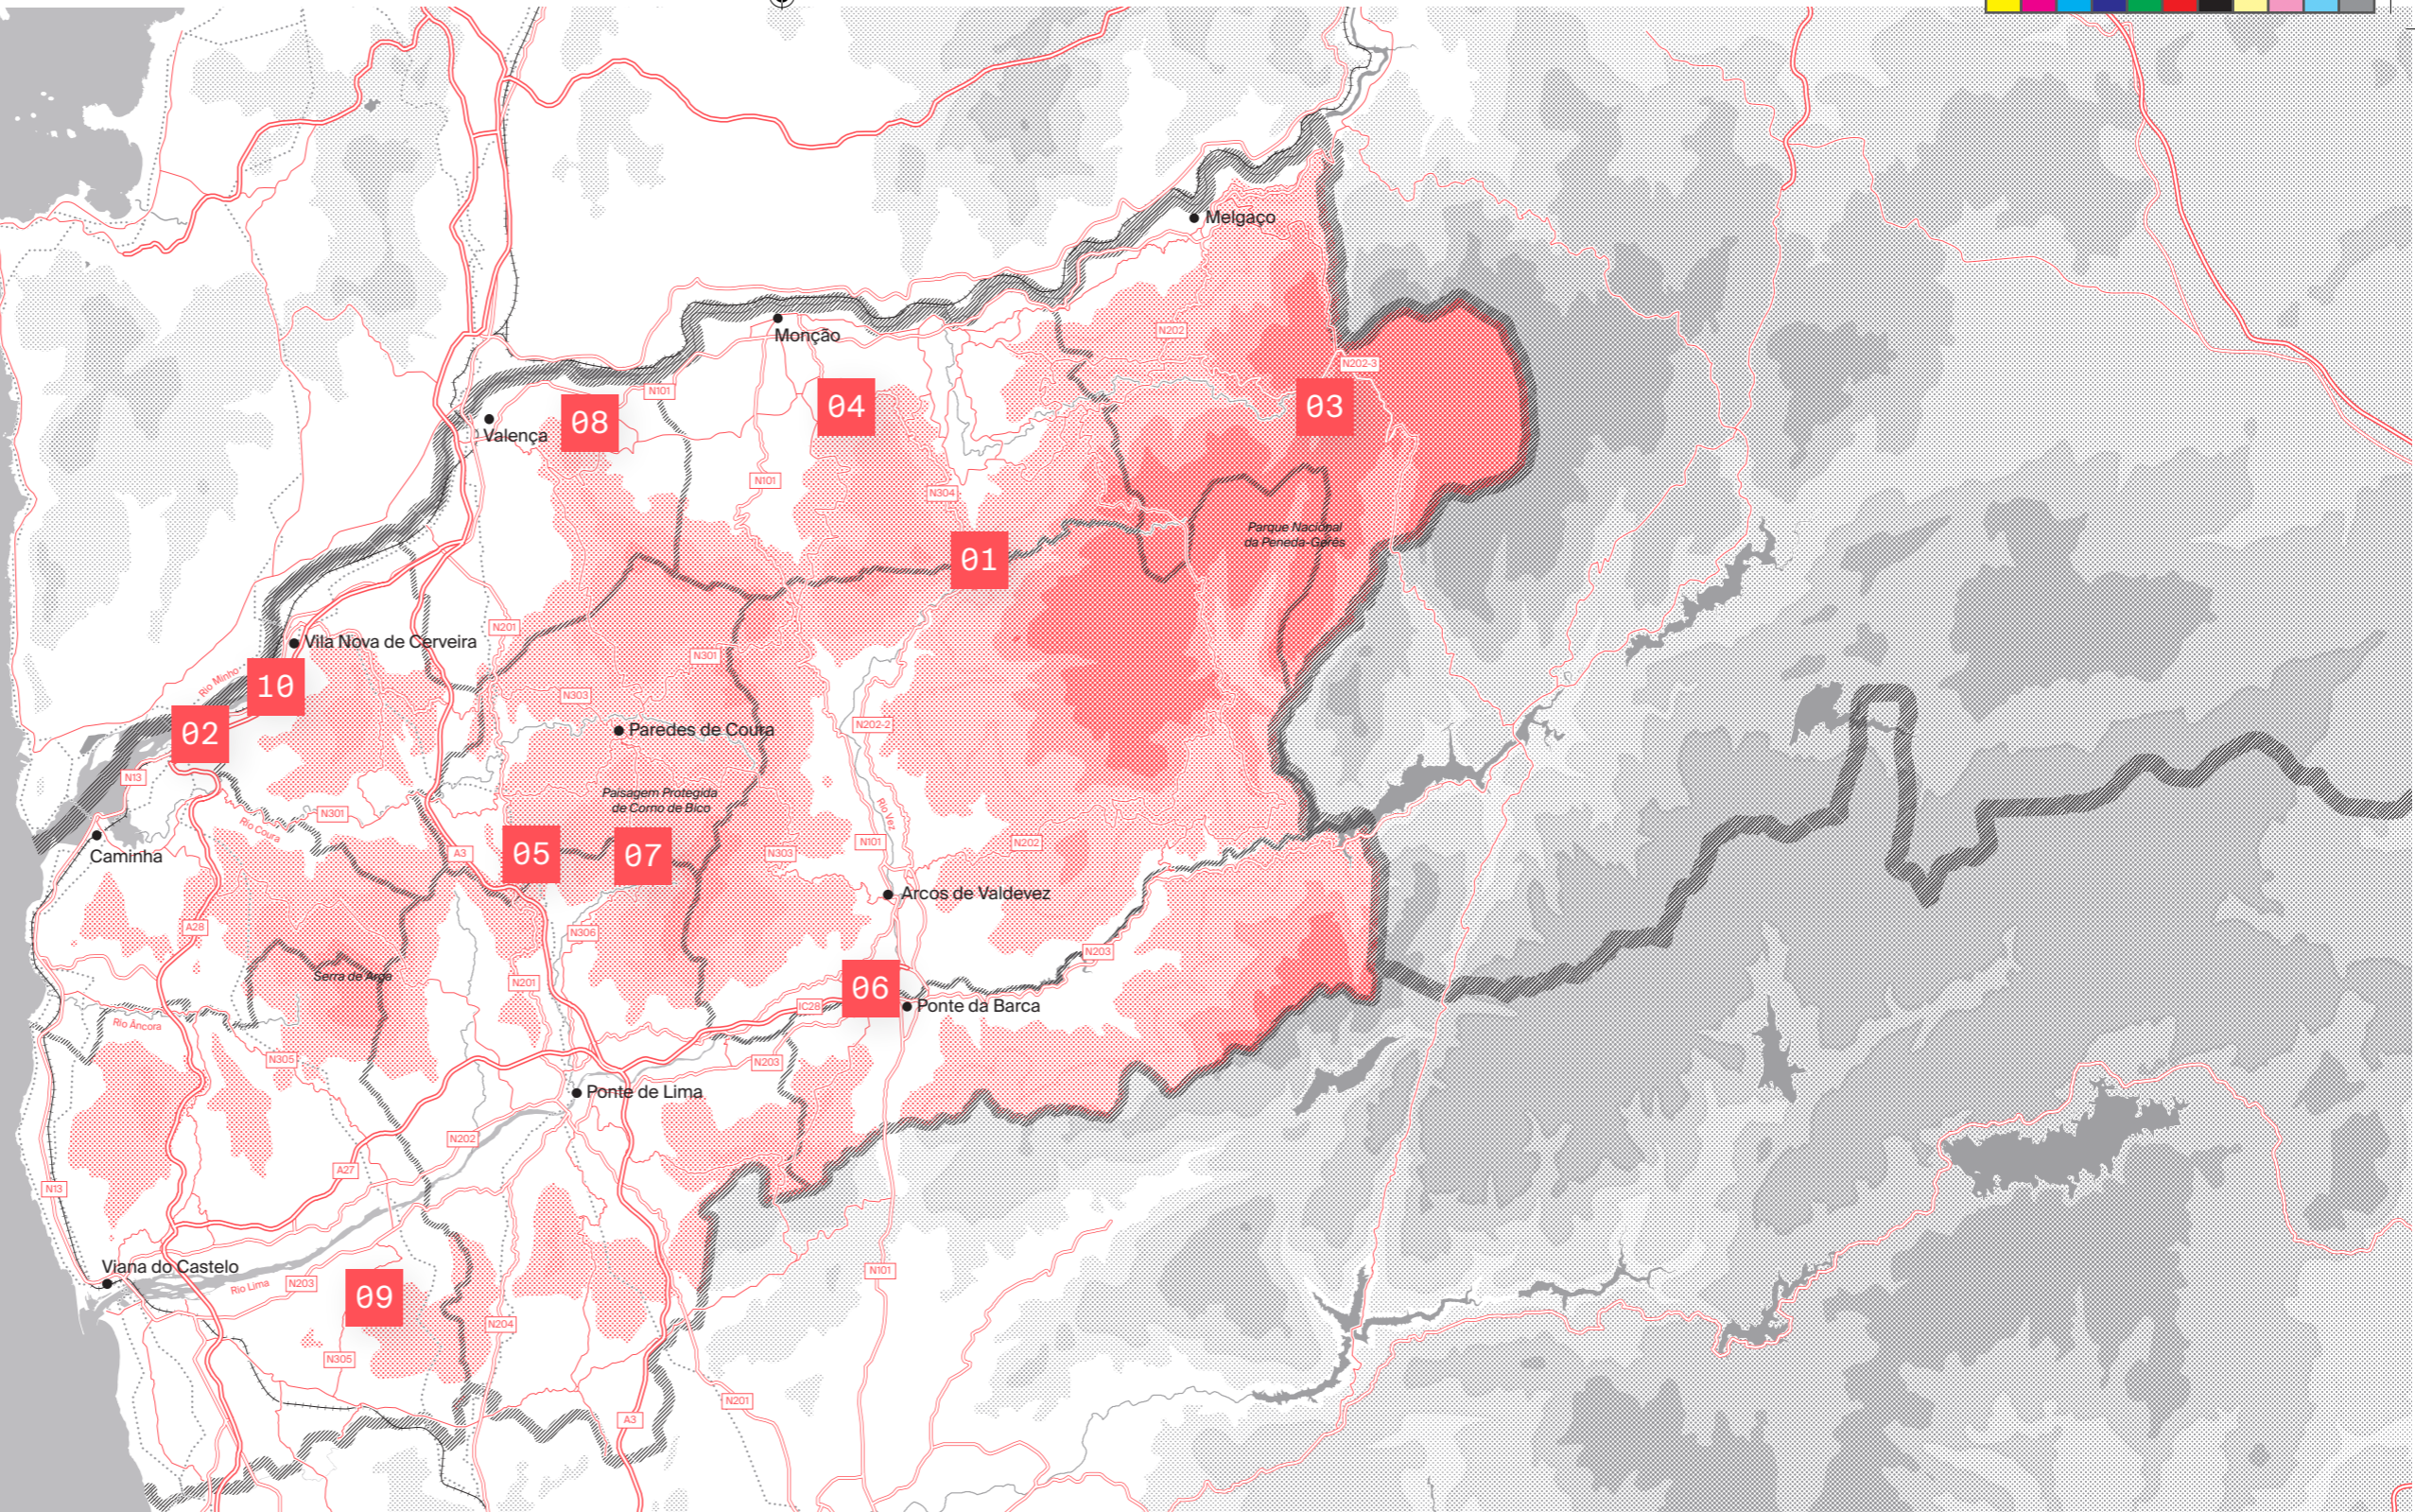 Melgaço
Monção
N202
N202-3
N101
04
03
08
Valença
N101
N304
Parque Nacional
da Peneda-Gerês
01
N201
Vila Nova de Cerveira
N301
Rio Minho
10
N303
N202-2
02
Paredes de Coura
N13
Paisagem Protegida
de Corno de Bico
N301
Rio Vez
Rio Coura
N101
N202
Caminha
A3
05
07
N303
Arcos de Valdevez
A28
N306
N203
Serra de Arga
N201
06
IC28
Ponte da Barca
Rio Âncora
N305
N203
Ponte de Lima
N202
A27
N13
Viana do Castelo
N101
Rio Lima
N203
09
N204
N305
N201
A3